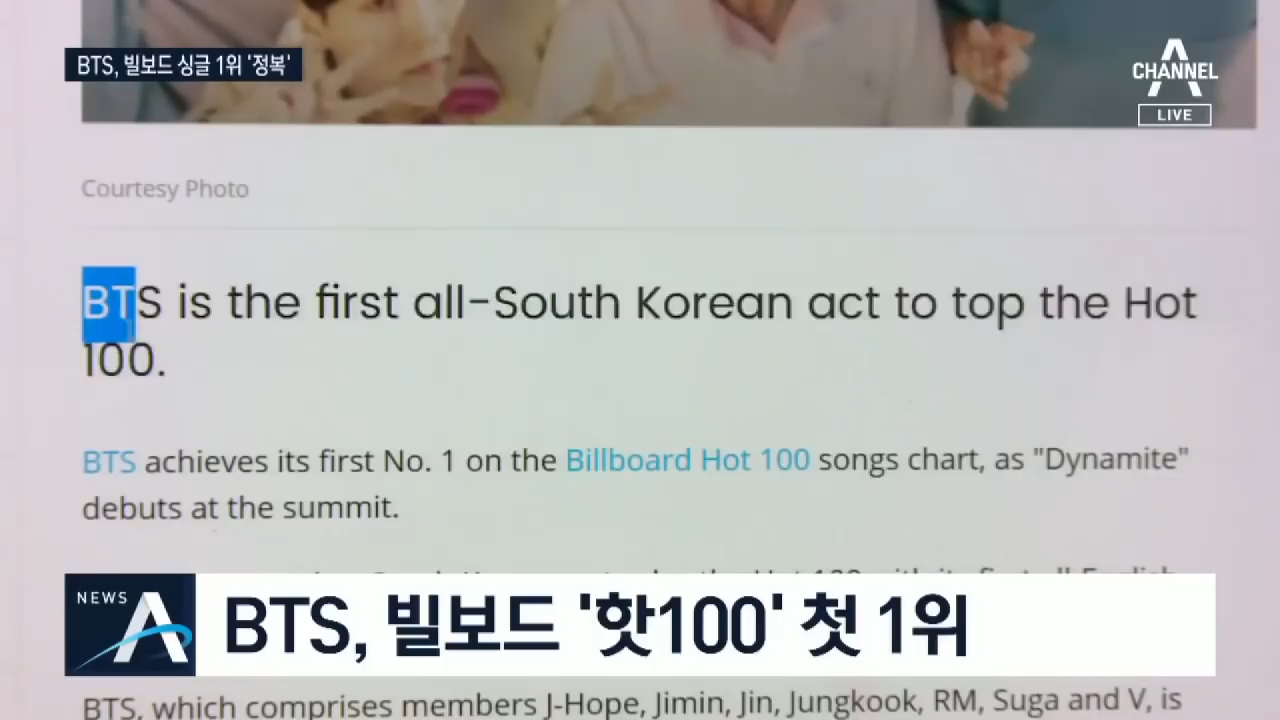 BTS, 빌보드 싱글 1위 '정복'
CHANNEL
LIVE
Courtesy Photo
BTS is the first all-South Korean act to top the Hot
100.
BTS achieves its first No. 1 on the Billboard Hot 100 songs chart, as "Dynamite"
debuts at the summit.
NEWS A
BTS, 빌보드 '핫100' 첫 1위
BTS, which comprises members J-Hope, Jimin, Jin, Jungkook, RM, Suga and V, is